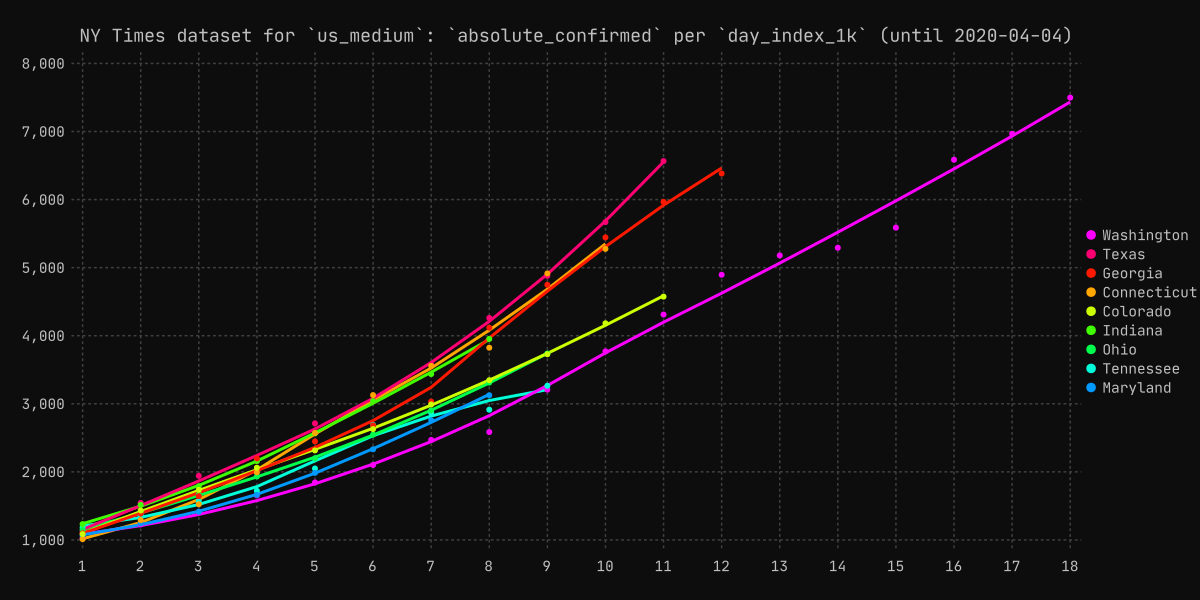 NY Times dataset for `us_medium`: `absolute_confirmed` per `day_index_1k` (until 2020-04-04)
8,000
7,000
6,000
5,000
4,000
3,000
2,000
1,000
1 2 3 4 5 6 7 8 9 10 11 12 13 14 15 16 17 18
Washington
Texas
Georgia
Connecticut
Colorado
Indiana
Ohio
Tennessee
Maryland